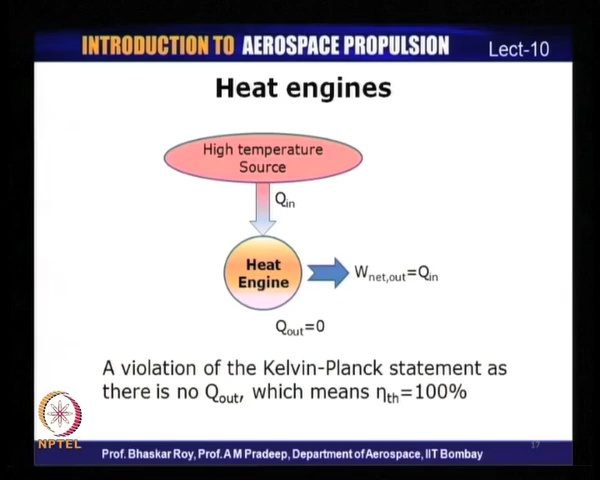 INTRODUCTION TO AEROSPACE PROPULSION Lect-10
Heat engines
High temperature
Source
Qin
Heat
Engine
Wnet,out=Qin
Qout=0
A violation of the Kelvin-Planck statement as
there is no Qout, which means ηth=100%
NPTEL
17
Prof. Bhaskar Roy, Prof. A M Pradeep, Department of Aerospace, IIT Bombay